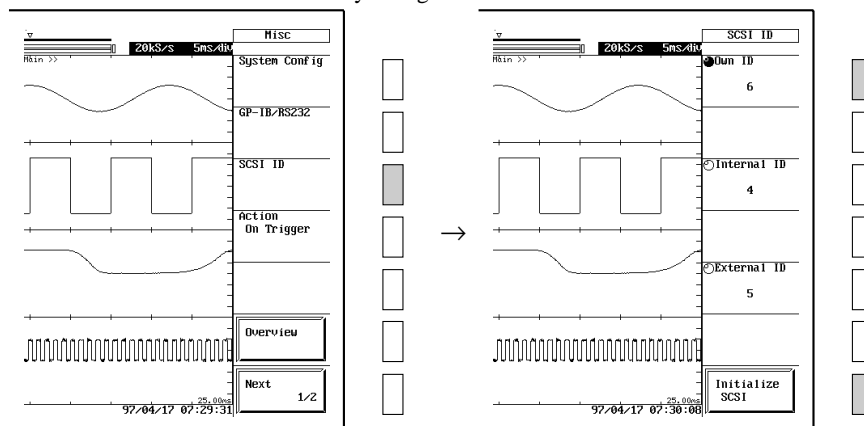 Misc
20kS/s 5ms/div
Main >>
System Config
GP-IB/RS232
SCSI ID
Action
On Trigger
Overview
Next
1/2
25.00ms
97/04/17 07:29:31
→
SCSI ID
20kS/s 5ms/div
Main >>
Own ID
6
Internal ID
4
External ID
5
Initialize
SCSI
25.00ms
97/04/17 07:30:08